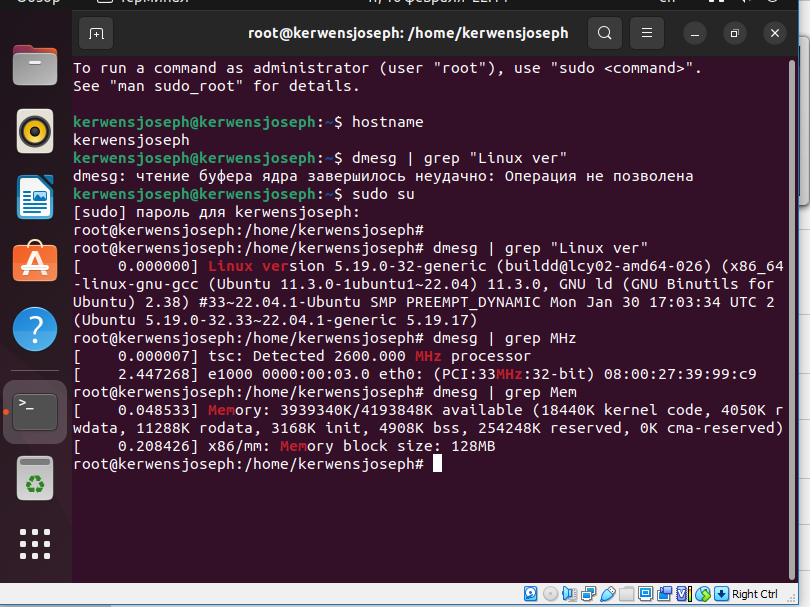 Терминал
root@kerwensjoseph: /home/kerwensjoseph
To run a command as administrator (user "root"), use "sudo <command>".
See "man sudo_root" for details.
kerwensjoseph@kerwensjoseph:~$ hostname
kerwensjoseph
kerwensjoseph@kerwensjoseph:~$ dmesg | grep "Linux ver"
dmesg: чтение буфера ядра завершилось неудачно: Операция не позволена
kerwensjoseph@kerwensjoseph:~$ sudo su
[sudo] пароль для kerwensjoseph:
root@kerwensjoseph:/home/kerwensjoseph#
root@kerwensjoseph:/home/kerwensjoseph# dmesg | grep "Linux ver"
[    0.000000] Linux version 5.19.0-32-generic (buildd@lcy02-amd64-026) (x86_64
-linux-gnu-gcc (Ubuntu 11.3.0-1ubuntu1~22.04) 11.3.0, GNU ld (GNU Binutils for
Ubuntu) 2.38) #33~22.04.1-Ubuntu SMP PREEMPT_DYNAMIC Mon Jan 30 17:03:34 UTC 2
(Ubuntu 5.19.0-32.33~22.04.1-generic 5.19.17)
root@kerwensjoseph:/home/kerwensjoseph# dmesg | grep MHz
[    0.000007] tsc: Detected 2600.000 MHz processor
[    2.447268] e1000 0000:00:03.0 eth0: (PCI:33MHz:32-bit) 08:00:27:39:99:c9
root@kerwensjoseph:/home/kerwensjoseph# dmesg | grep Mem
[    0.048533] Memory: 3939340K/4193848K available (18440K kernel code, 4050K r
wdata, 11288K rodata, 3168K init, 4908K bss, 254248K reserved, 0K cma-reserved)
[    0.208426] x86/mm: Memory block size: 128MB
root@kerwensjoseph:/home/kerwensjoseph#
Right Ctrl